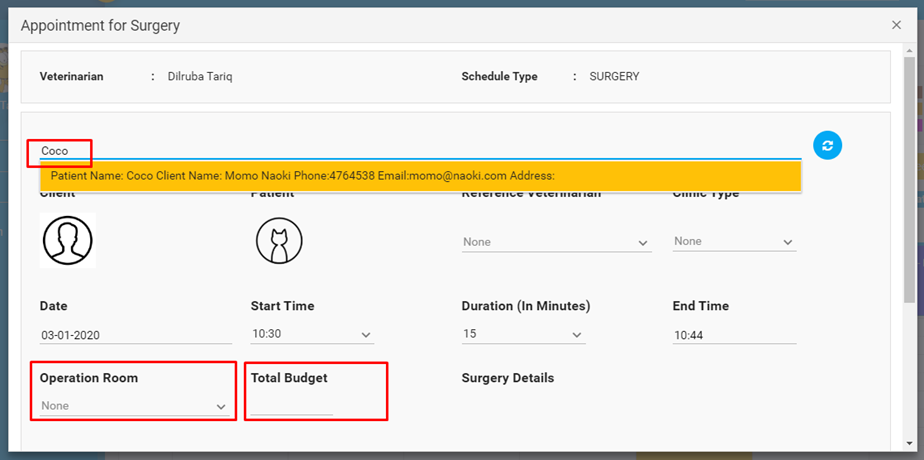 Appointment for Surgery
Veterinarian : Dilruba Tariq Schedule Type : SURGERY
Coco
Patient Name: Coco Client Name: Momo Naoki Phone:4764538 Email:momo@naoki.com Address:
Client Patient Reference Veterinarian Clinic Type
None None
Date Start Time Duration (In Minutes) End Time
03-01-2020 10:30 15 10:44
Operation Room Total Budget Surgery Details
None